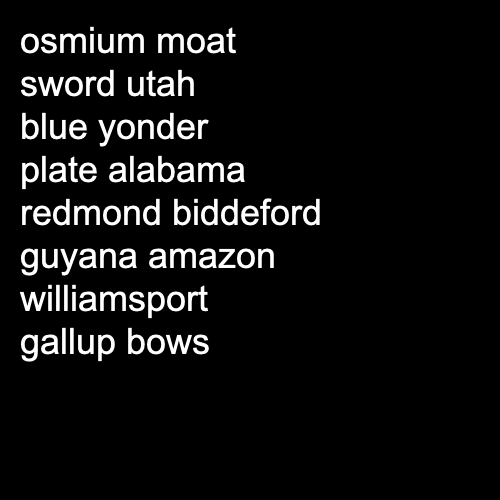 osmium moat
sword utah
blue yonder
plate alabama
redmond biddeford
guyana amazon
williamsport
gallup bows